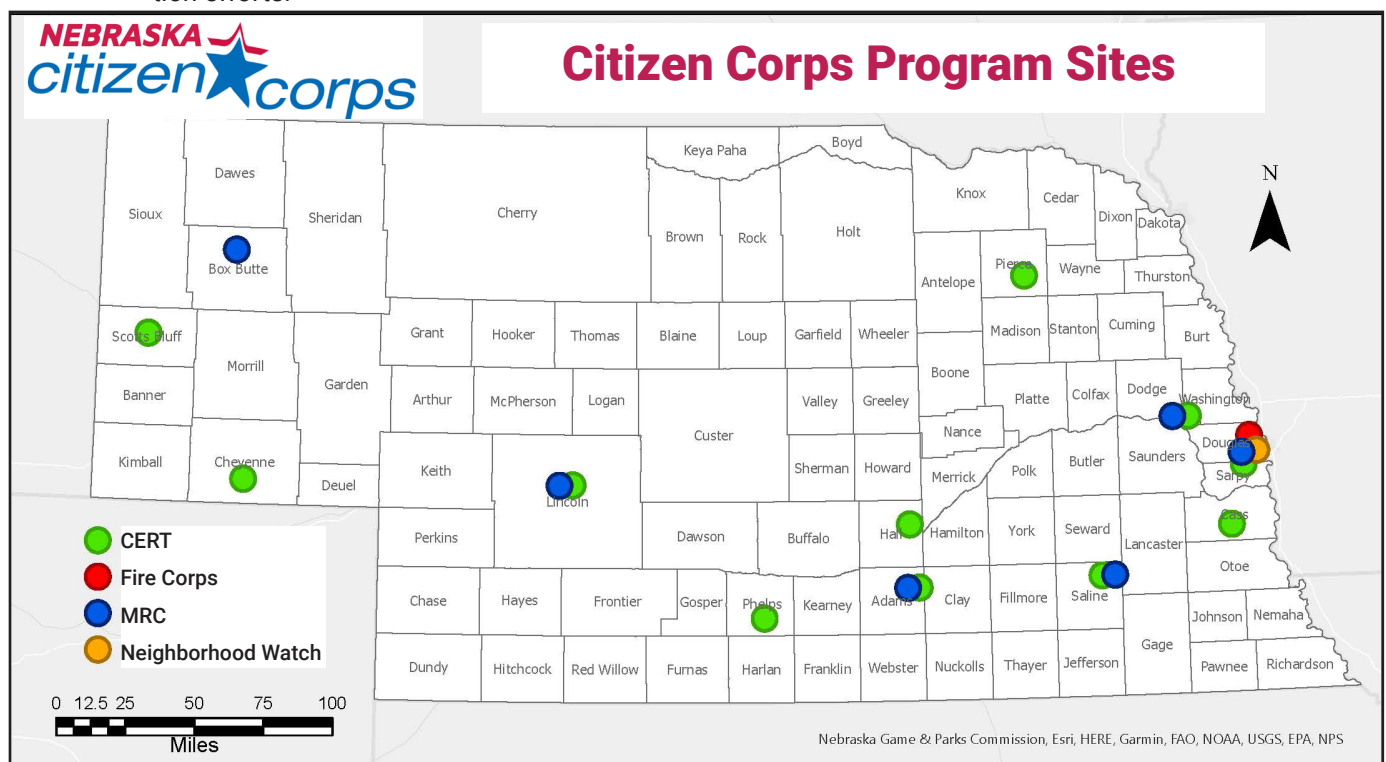 tion efforts.
NEBRASKA
citizen corps
Citizen Corps Program Sites
N
Keya Paha
Boyd
Dawes
Knox
Cedar
Sioux
Sheridan
Cherry
Dixon
Dakota
Brown
Rock
Holt
Box Butte
Pierce
Wayne
Thurston
Antelope
Scotts Bluff
Grant
Hooker
Thomas
Blaine
Loup
Garfield
Wheeler
Madison
Stanton
Cuming
Burt
Morrill
Banner
Garden
Boone
Arthur
McPherson
Logan
Valley
Greeley
Platte
Colfax
Dodge
Washington
Custer
Nance
Douglas
Kimball
Cheyenne
Deuel
Keith
Lincoln
Sherman
Howard
Merrick
Polk
Butler
Saunders
Sarpy
Cass
Perkins
Dawson
Buffalo
Hall
Hamilton
York
Seward
Lancaster
Otoe
Chase
Hayes
Frontier
Gosper
Phelps
Kearney
Adams
Clay
Fillmore
Saline
Johnson
Nemaha
Gage
Dundy
Hitchcock
Red Willow
Furnas
Harlan
Franklin
Webster
Nuckolls
Thayer
Jefferson
Pawnee
Richardson
CERT
Fire Corps
MRC
Neighborhood Watch
0 12.5 25 50 75 100
Miles
Nebraska Game & Parks Commission, Esri, HERE, Garmin, FAO, NOAA, USGS, EPA, NPS